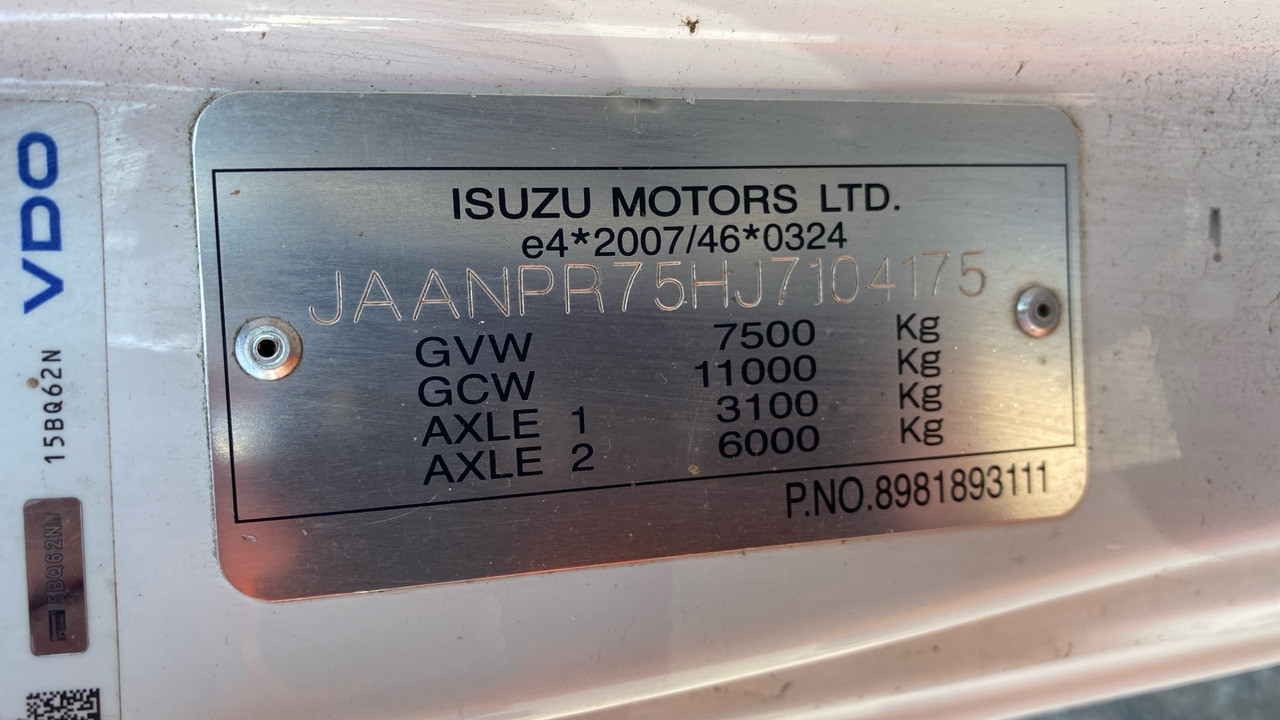 VDO
15BQ62N
ISUZU MOTORS LTD.
e4*2007/46*0324
JAANPR75HJ7104175
GVW 7500 Kg
GCW 11000 Kg
AXLE 1 3100 Kg
AXLE 2 6000 Kg
P.NO.8981893111